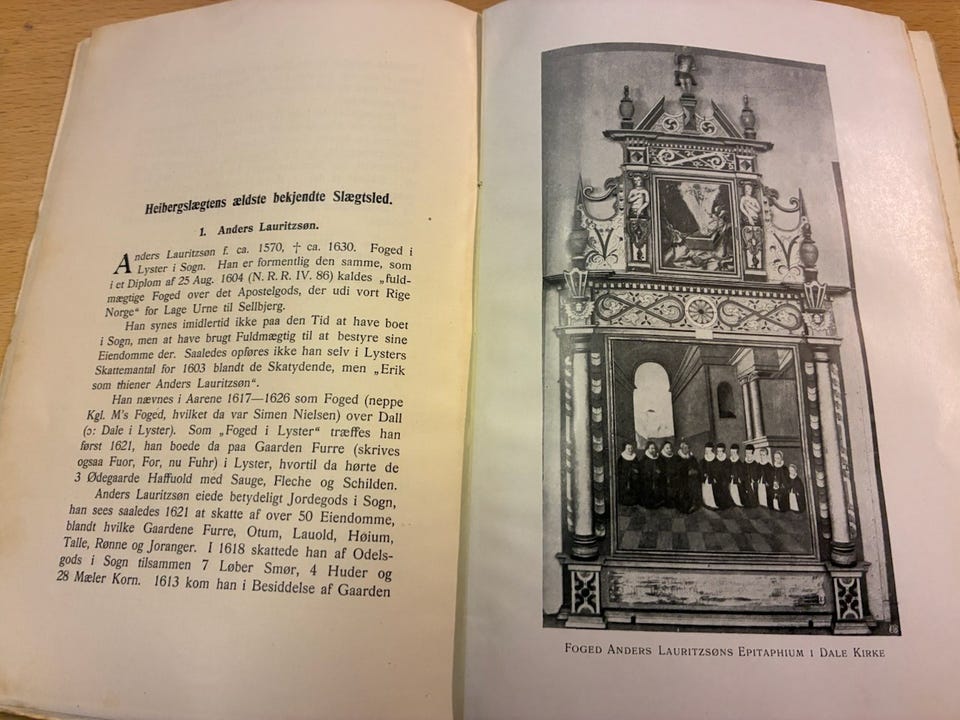 Heibergslægtens ældste bekjendte Slægtsled.
1. Anders Lauritzsøn.
Anders Lauritzsøn f. ca. 1570, † ca. 1630. Foged i
Lyster i Sogn. Han er formentlig den samme, som
i et Diplom af 25 Aug. 1604 (N. R. R. IV. 86) kaldes „fuld-
mægtige Foged over det Apostelgods, der udi vort Rige
Norge“ for Lage Urne til Sellbjerg.
Han synes imidlertid ikke paa den Tid at have boet
i Sogn, men at have brugt Fuldmægtig til at bestyre sine
Eiendomme der. Saaledes opføres ikke han selv i Lysters
Skattemantal for 1603 blandt de Skatydende, men „Erik
som thiener Anders Lauritzsøn“.
Han nævnes i Aarene 1617—1626 som Foged (neppe
Kgl. M's Foged, hvilket da var Simen Nielsen) over Dall
(ɔ: Dale i Lyster). Som „Foged i Lyster“ træffes han
først 1621, han boede da paa Gaarden Furre (skrives
ogsaa Fuor, For, nu Fuhr) i Lyster, hvortil da hørte de
3 Ødegaarde Haffuold med Sauge, Fleche og Schilden.
Anders Lauritzsøn eiede betydeligt Jordegods i Sogn,
han sees saaledes 1621 at skatte af over 50 Eiendomme,
blandt hvilke Gaardene Furre, Otum, Lauold, Høium,
Talle, Rønne og Joranger. I 1618 skattede han af Odels-
gods i Sogn tilsammen 7 Løber Smør, 4 Huder og
28 Mæler Korn. 1613 kom han i Besiddelse af Gaarden
FOGED ANDERS LAURITZSØNS EPITAPHIUM I DALE KIRKE